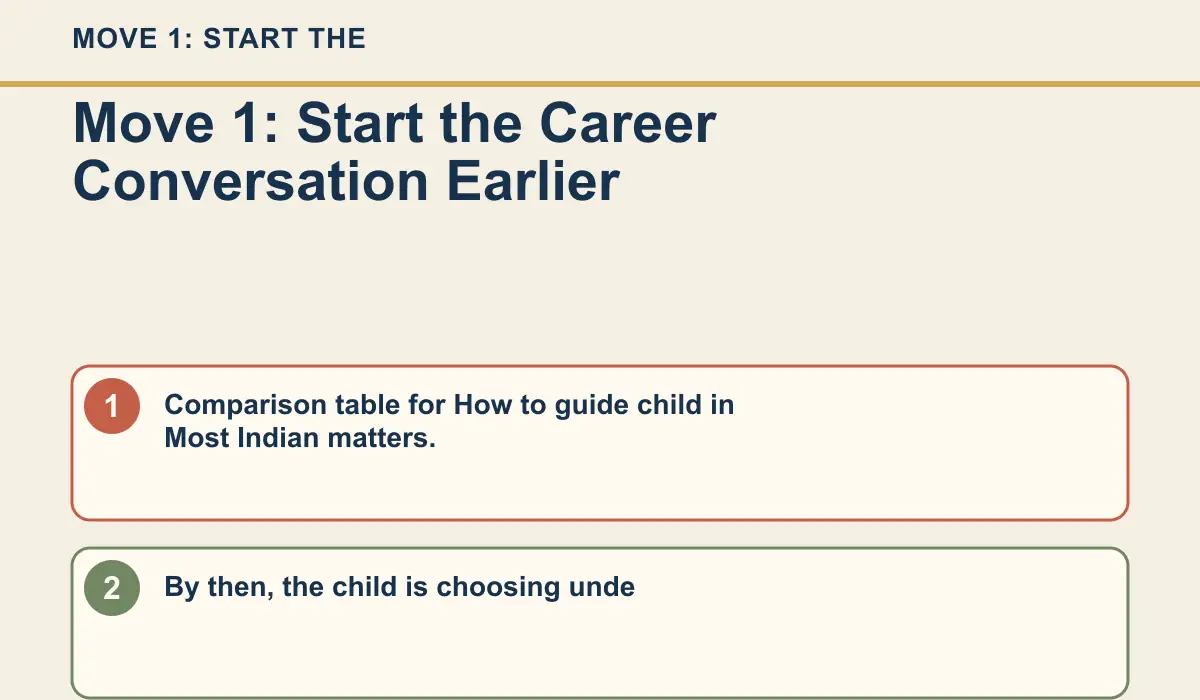 MOVE 1: START THE
Move 1: Start the Career
Conversation Earlier
1
Comparison table for How to guide child in
Most Indian matters.
2
By then, the child is choosing unde